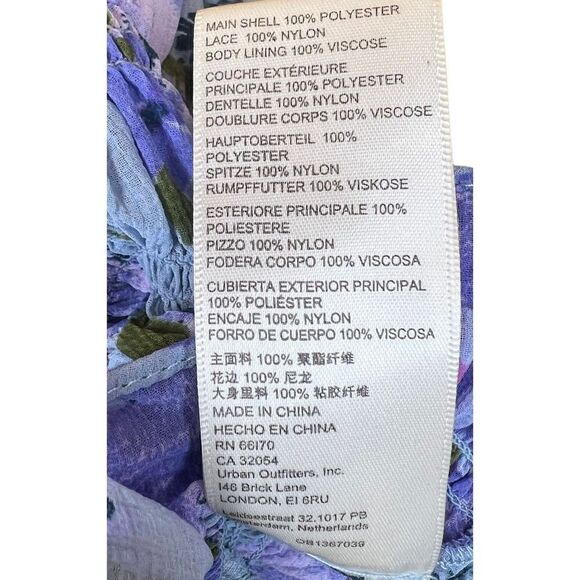 MAIN SHELL 100% POLYESTER
LACE 100% NYLON
BODY LINING 100% VISCOSE
COUCHE EXTÉRIEURE
PRINCIPALE 100% POLYESTER
DENTELLE 100% NYLON
DOUBLURE CORPS 100% VISCOSE
HAUPTOBERTEIL 100%
POLYESTER
SPITZE 100% NYLON
RUMPFFUTTER 100% VISKOSE
ESTERIORE PRINCIPALE 100%
POLIESTERE
PIZZO 100% NYLON
FODERA CORPO 100% VISCOSA
CUBIERTA EXTERIOR PRINCIPAL
100% POLIÉSTER
ENCAJE 100% NYLON
FORRO DE CUERPO 100% VISCOSA
主面料 100% 聚酯纤维
花边 100% 尼龙
大身里料 100% 粘胶纤维
MADE IN CHINA
HECHO EN CHINA
RN 66170
CA 32054
Urban Outfitters, Inc.
146 Brick Lane
LONDON, E1 6RU
32,1017 PB
Netherlands